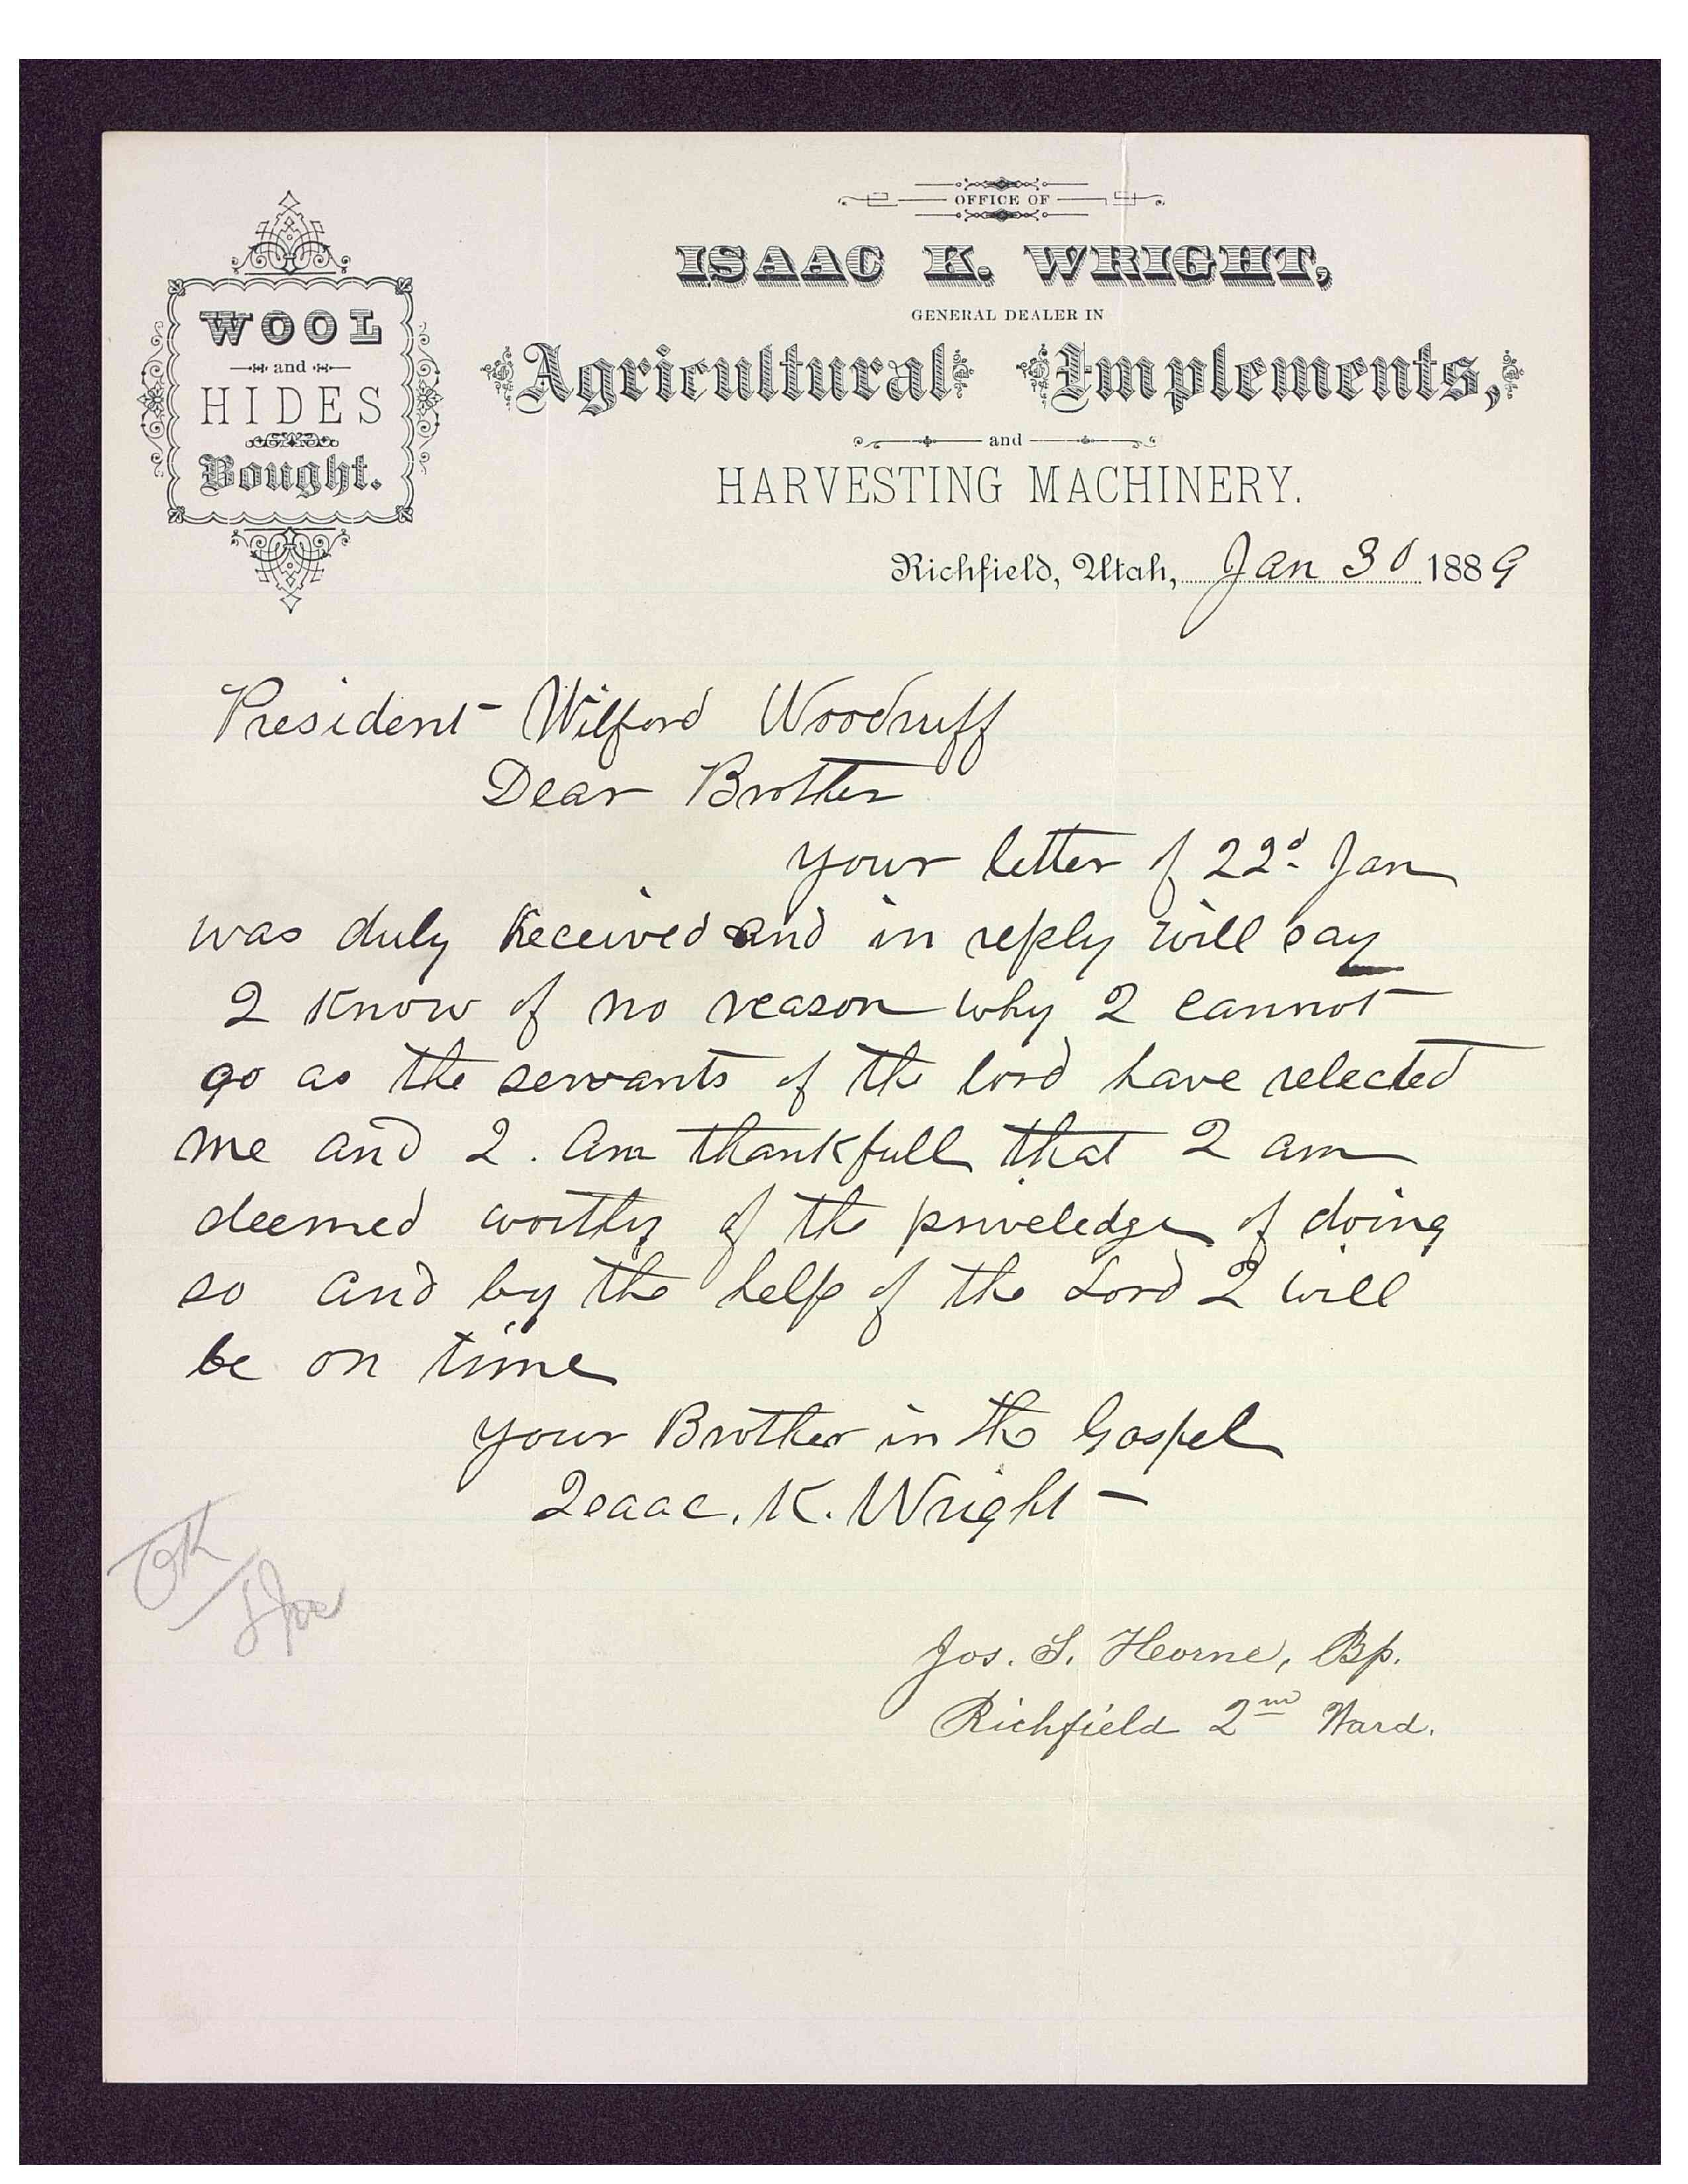 OFFICE OF
ISAAC K. WRIGHT,
GENERAL DEALER IN
Agricultural Implements,
and
HARVESTING MACHINERY.
WOOL
and
HIDES
Bought.
Richfield, Utah, Jan 30 1889
President Wilford Woodruff
Dear Brother
your letter of 22d Jan
was duly Received and in reply will say
I know of no reason why I cannot
go as the servants of the lord have selected
me and I. am thankfull that I am
deemed worthy of the priveledge of doing
so and by the help of the Lord I will
be on time
your Brother in the Gospel
Isaac. K. Wright
OK
Jos. S. Horne, Bp.
Richfield 2nd Ward.